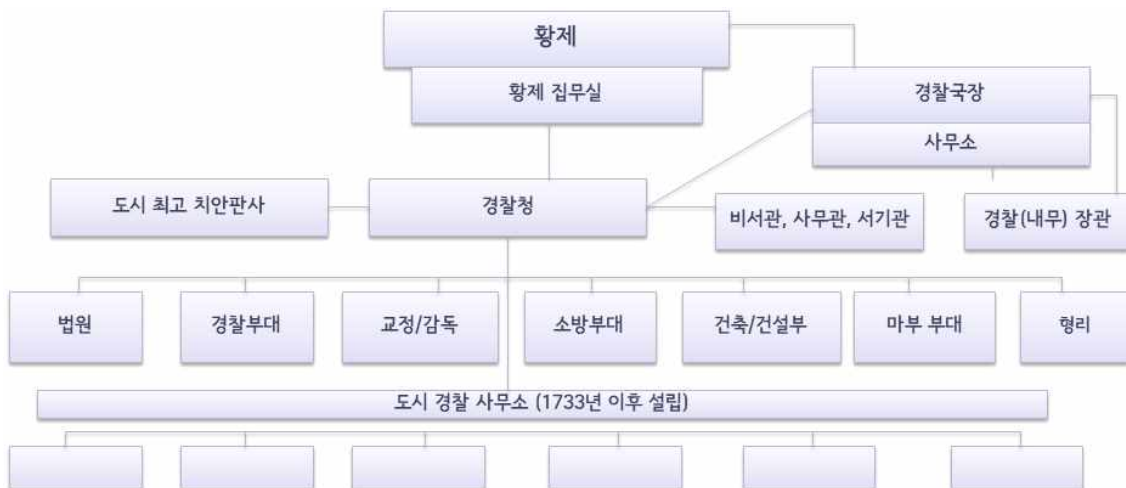 황제
황제 집무실
경찰국장
사무소
도시 최고 치안판사
경찰청
비서관, 사무관, 서기관
경찰(내무) 장관
법원
경찰부대
교정/감독
소방부대
건축/건설부
마부 부대
형리
도시 경찰 사무소 (1733년 이후 설립)